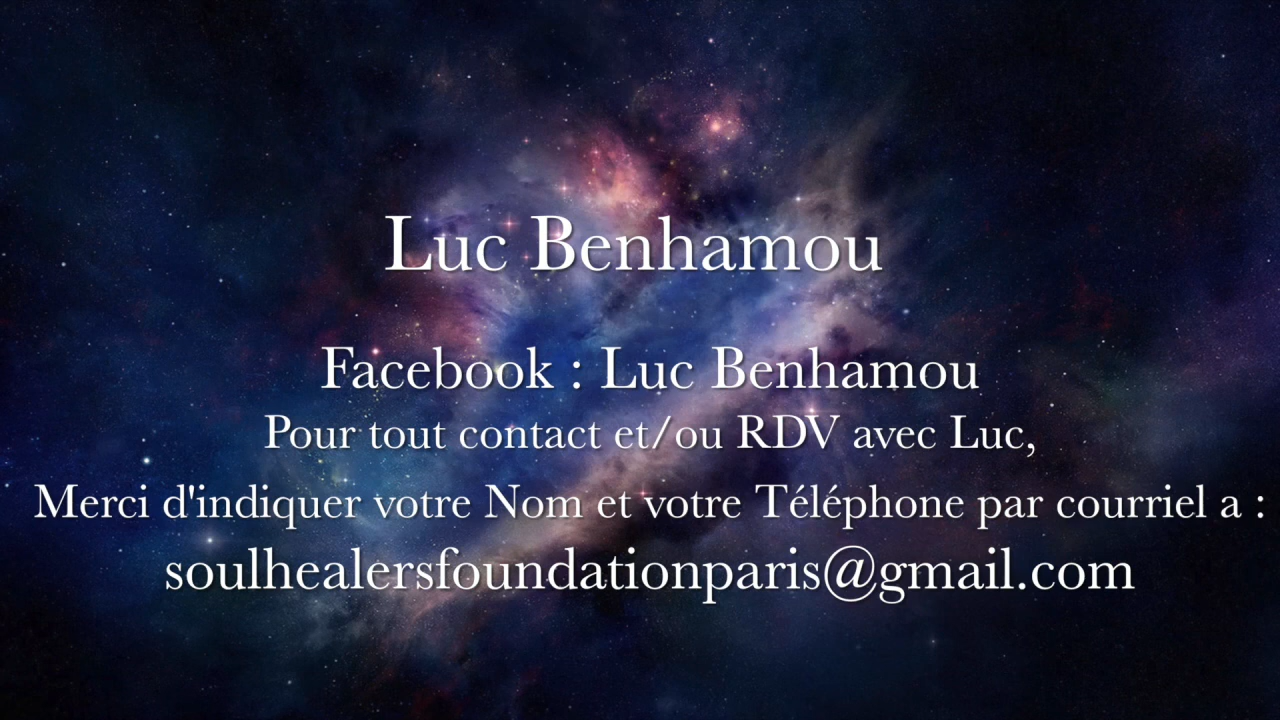 Luc Benhamou
Facebook : Luc Benhamou
Pour tout contact et/ou RDV avec Luc,
Merci d'indiquer votre Nom et votre Téléphone par courriel a :
soulhealersfoundationparis@gmail.com